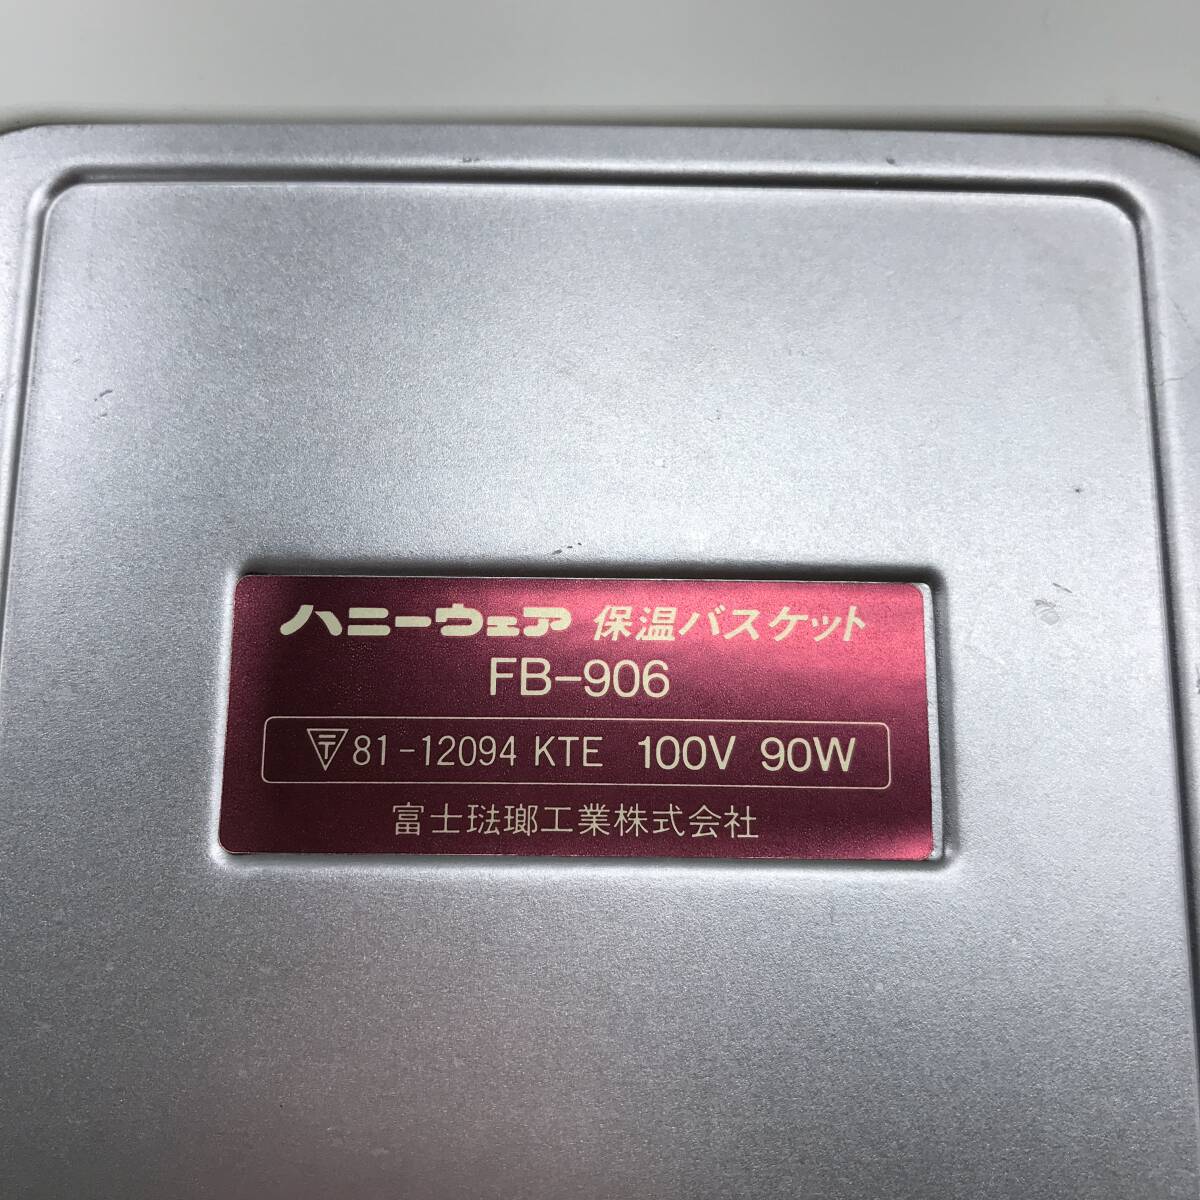 ハニーウェア 保温バスケット
FB-906
〒81-12094 KTE 100V 90W
富士琺瑯工業株式会社